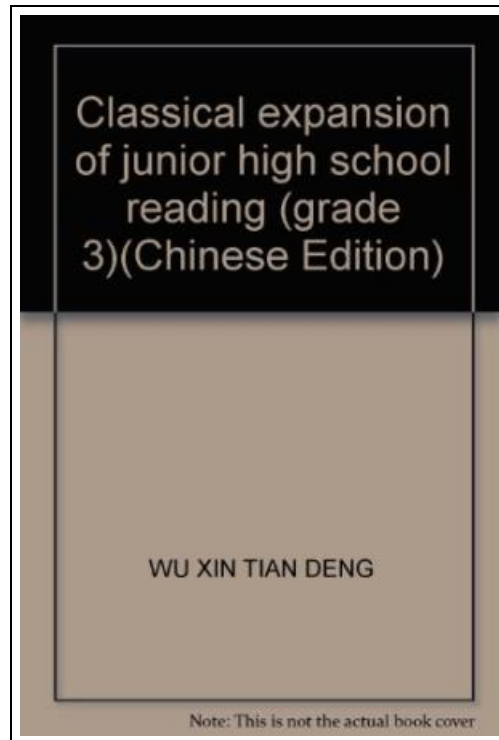 Classical expansion
of junior high school
reading (grade
3)(Chinese Edition)
WU XIN TIAN DENG
Note: This is not the actual book cover